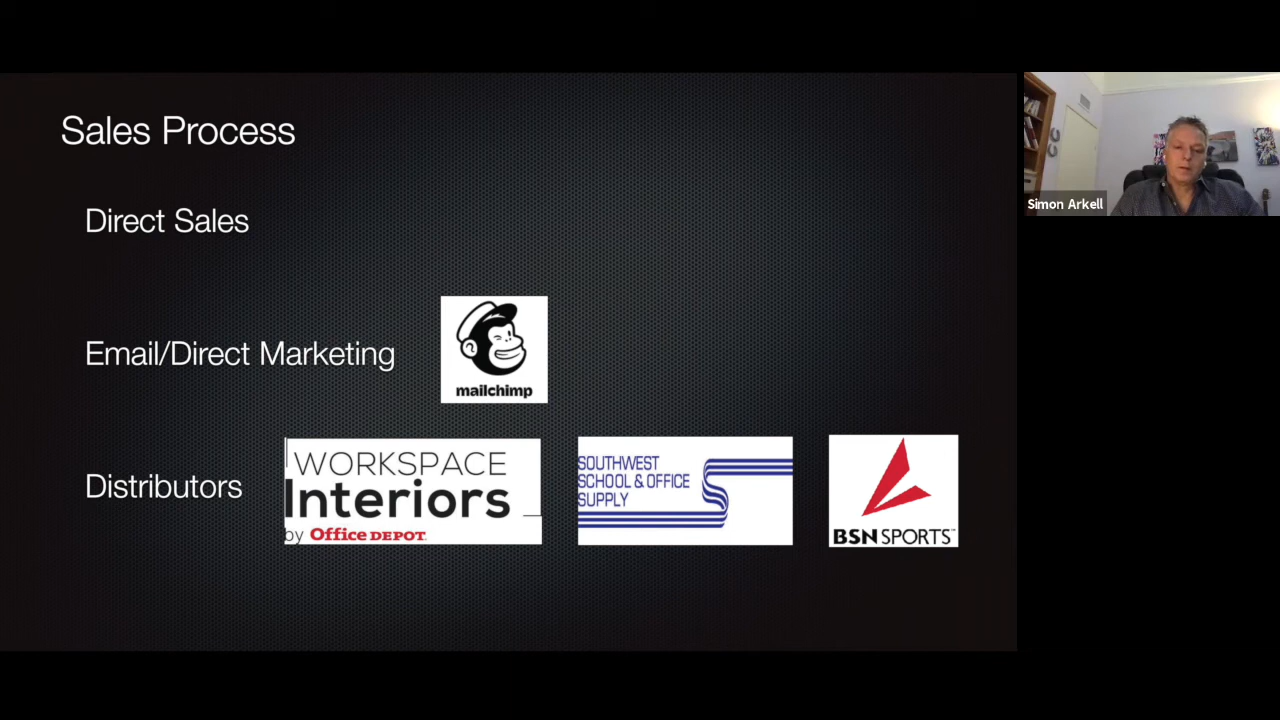 Sales Process
Simon Arkell
Direct Sales
Email/Direct Marketing
mailchimp
Distributors
WORKSPACE
Interiors
by Office DEPOT
SOUTHWEST
SCHOOL & OFFICE
SUPPLY
BSN SPORTS™